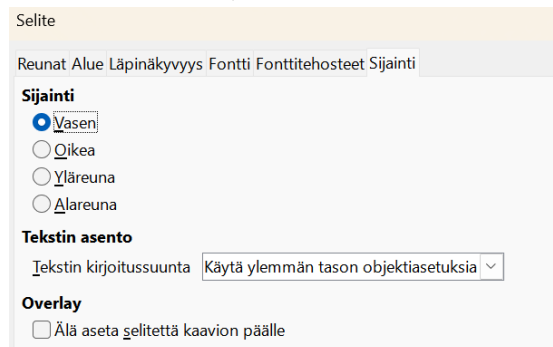 Selite
Reunat Alue Läpinäkyvyys Fontti Fonttitehosteet Sijainti
Sijainti
Vasen
Oikea
Yläreuna
Alareuna
Tekstin asento
Tekstin kirjoitussuunta Käytä ylemmän tason objektiasetuksia
Overlay
Älä aseta selitettä kaavion päälle